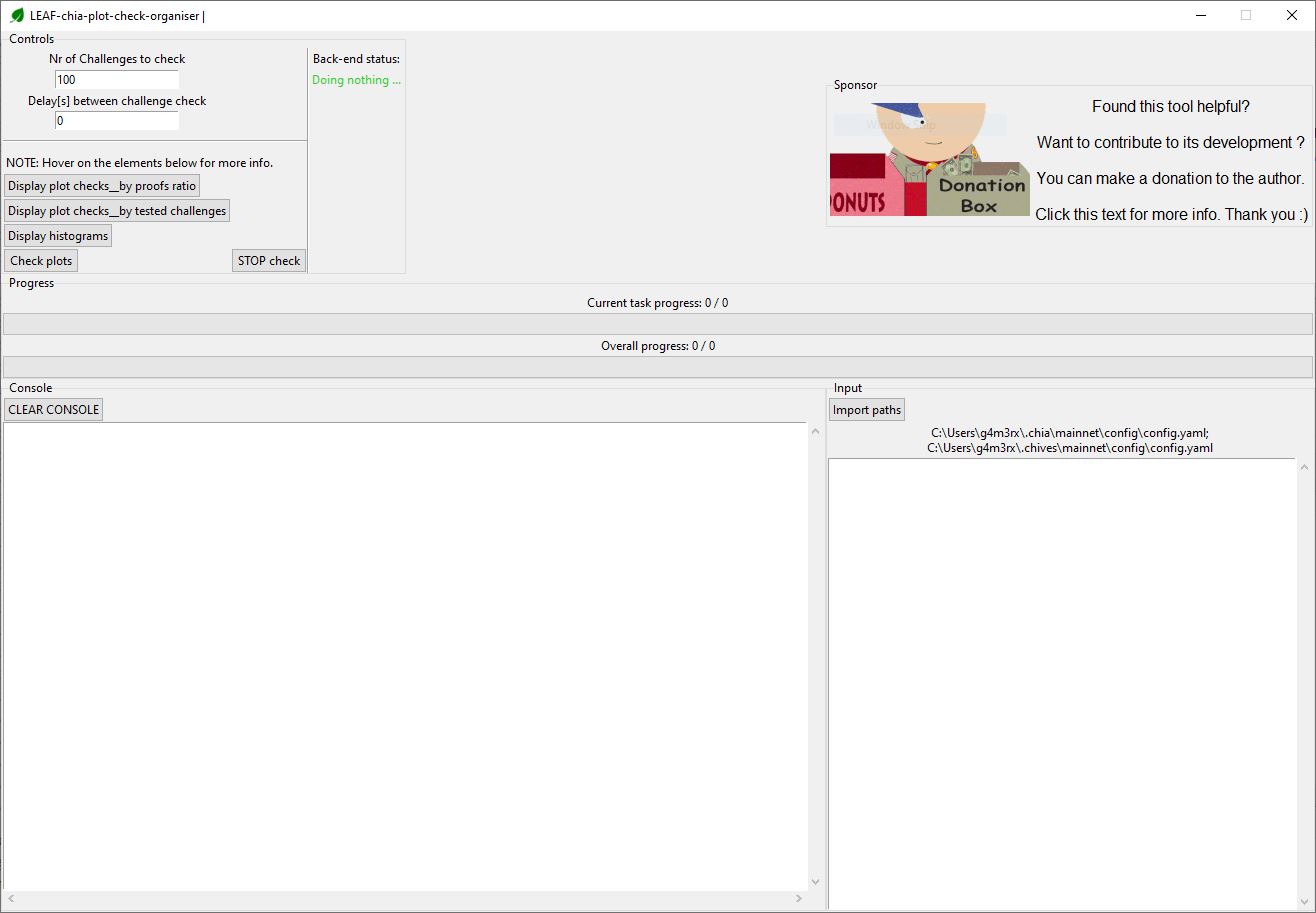 LEAF-chia-plot-check-organiser |
Controls
Nr of Challenges to check
100
Delay[s] between challenge check
0
Back-end status:
Doing nothing ...
NOTE: Hover on the elements below for more info.
Display plot checks__by proofs ratio
Display plot checks__by tested challenges
Display histograms
Check plots
STOP check
Sponsor
Window Snip
DONUTS
Donation
Box
Found this tool helpful?
Want to contribute to its development ?
You can make a donation to the author.
Click this text for more info. Thank you :)
Progress
Current task progress: 0 / 0
Overall progress: 0 / 0
Console
CLEAR CONSOLE
Input
Import paths
C:\Users\g4m3rx\.chia\mainnet\config\config.yaml;
C:\Users\g4m3rx\.chives\mainnet\config\config.yaml